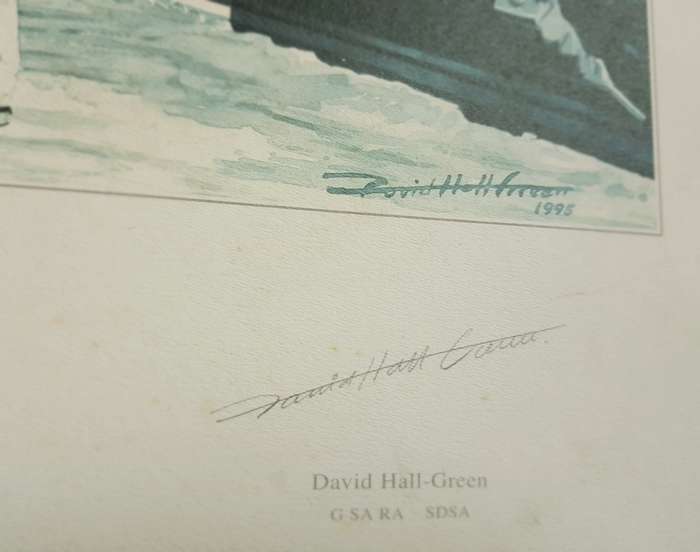 David Hall Green
1995
David Hall Green.
David Hall-Green
G SA RA SDSA